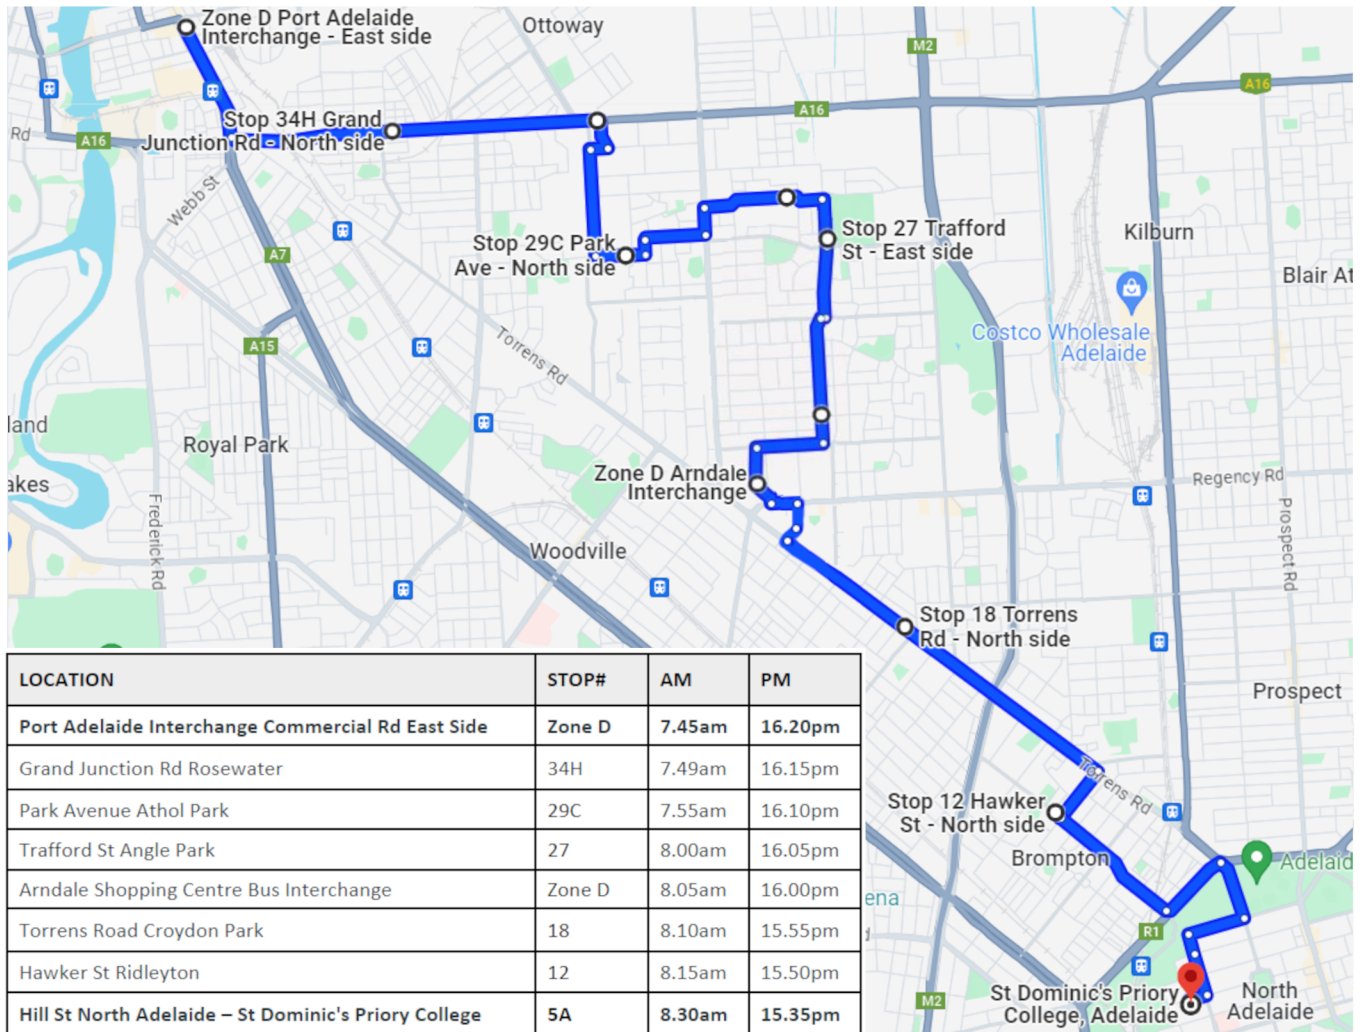 Zone D Port Adelaide
Interchange - East side
Ottoway
M2
A16
A16
Stop 34H Grand
Junction Rd - North side
Rd
A16
Webb St
Stop 29C Park
Ave - North side
Stop 27 Trafford
St - East side
Kilburn
A7
Blair At
Costco Wholesale
Adelaide
A15
Torrens Rd
land
Royal Park
akes
Zone D Arndale
Interchange
Regency Rd
Frederick Rd
Prospect Rd
Woodville
Stop 18 Torrens
Rd - North side
Prospect
Torrens Rd
Stop 12 Hawker
St - North side
Brompton
Adelaid
ena
R1
M2
St Dominic's Priory
College, Adelaide
North
Adelaide
LOCATION STOP# AM PM
Port Adelaide Interchange Commercial Rd East Side Zone D 7.45am 16.20pm
Grand Junction Rd Rosewater 34H 7.49am 16.15pm
Park Avenue Athol Park 29C 7.55am 16.10pm
Trafford St Angle Park 27 8.00am 16.05pm
Arndale Shopping Centre Bus Interchange Zone D 8.05am 16.00pm
Torrens Road Croydon Park 18 8.10am 15.55pm
Hawker St Ridleyton 12 8.15am 15.50pm
Hill St North Adelaide – St Dominic's Priory College 5A 8.30am 15.35pm